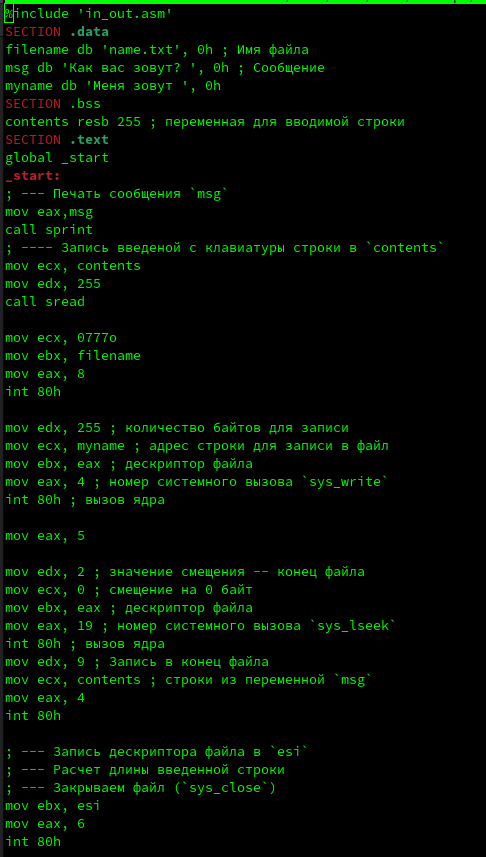 %include 'in_out.asm'
SECTION .data
filename db 'name.txt', 0h ; Имя файла
msg db 'Как вас зовут? ', 0h ; Сообщение
myname db 'Меня зовут ', 0h
SECTION .bss
contents resb 255 ; переменная для вводимой строки
SECTION .text
global _start
_start:
; --- Печать сообщения `msg`
mov eax,msg
call sprint
; ---- Запись введеной с клавиатуры строки в `contents`
mov ecx, contents
mov edx, 255
call sread

mov ecx, 0777o
mov ebx, filename
mov eax, 8
int 80h

mov edx, 255 ; количество байтов для записи
mov ecx, myname ; адрес строки для записи в файл
mov ebx, eax ; дескриптор файла
mov eax, 4 ; номер системного вызова `sys_write`
int 80h ; вызов ядра

mov eax, 5

mov edx, 2 ; значение смещения -- конец файла
mov ecx, 0 ; смещение на 0 байт
mov ebx, eax ; дескриптор файла
mov eax, 19 ; номер системного вызова `sys_lseek`
int 80h ; вызов ядра
mov edx, 9 ; Запись в конец файла
mov ecx, contents ; строки из переменной `msg`
mov eax, 4
int 80h

; --- Запись дескриптора файла в `esi`
; --- Расчет длины введенной строки
; --- Закрываем файл (`sys_close`)
mov ebx, esi
mov eax, 6
int 80h